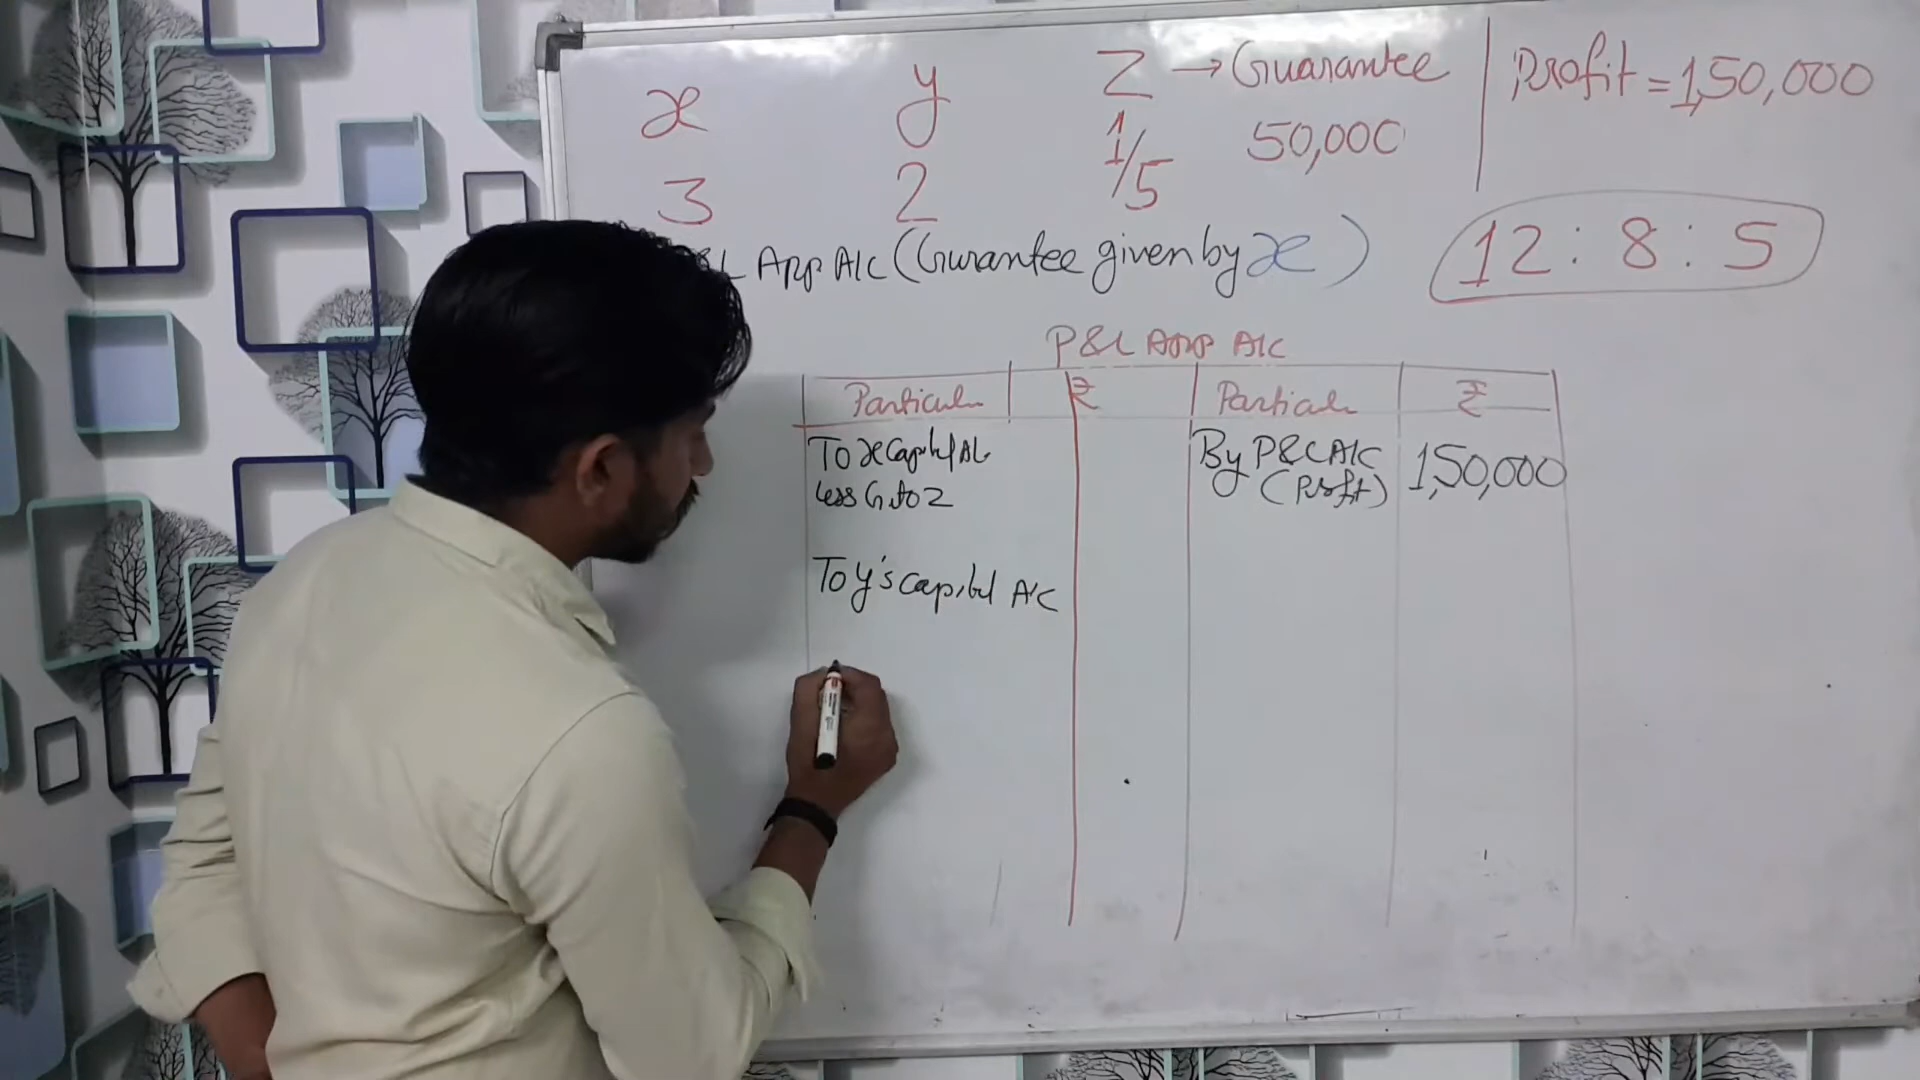 x y Z → Guarantee Profit = 1,50,000
3 2 1/5 50,000
&L App A/C (Gurantee given by x) 12 : 8 : 5
P&L App A/C
Particular ₹ Particular ₹
To x Capital A/c By P&L A/C 1,50,000
less G. to Z (Profit)
To y's capital A/C